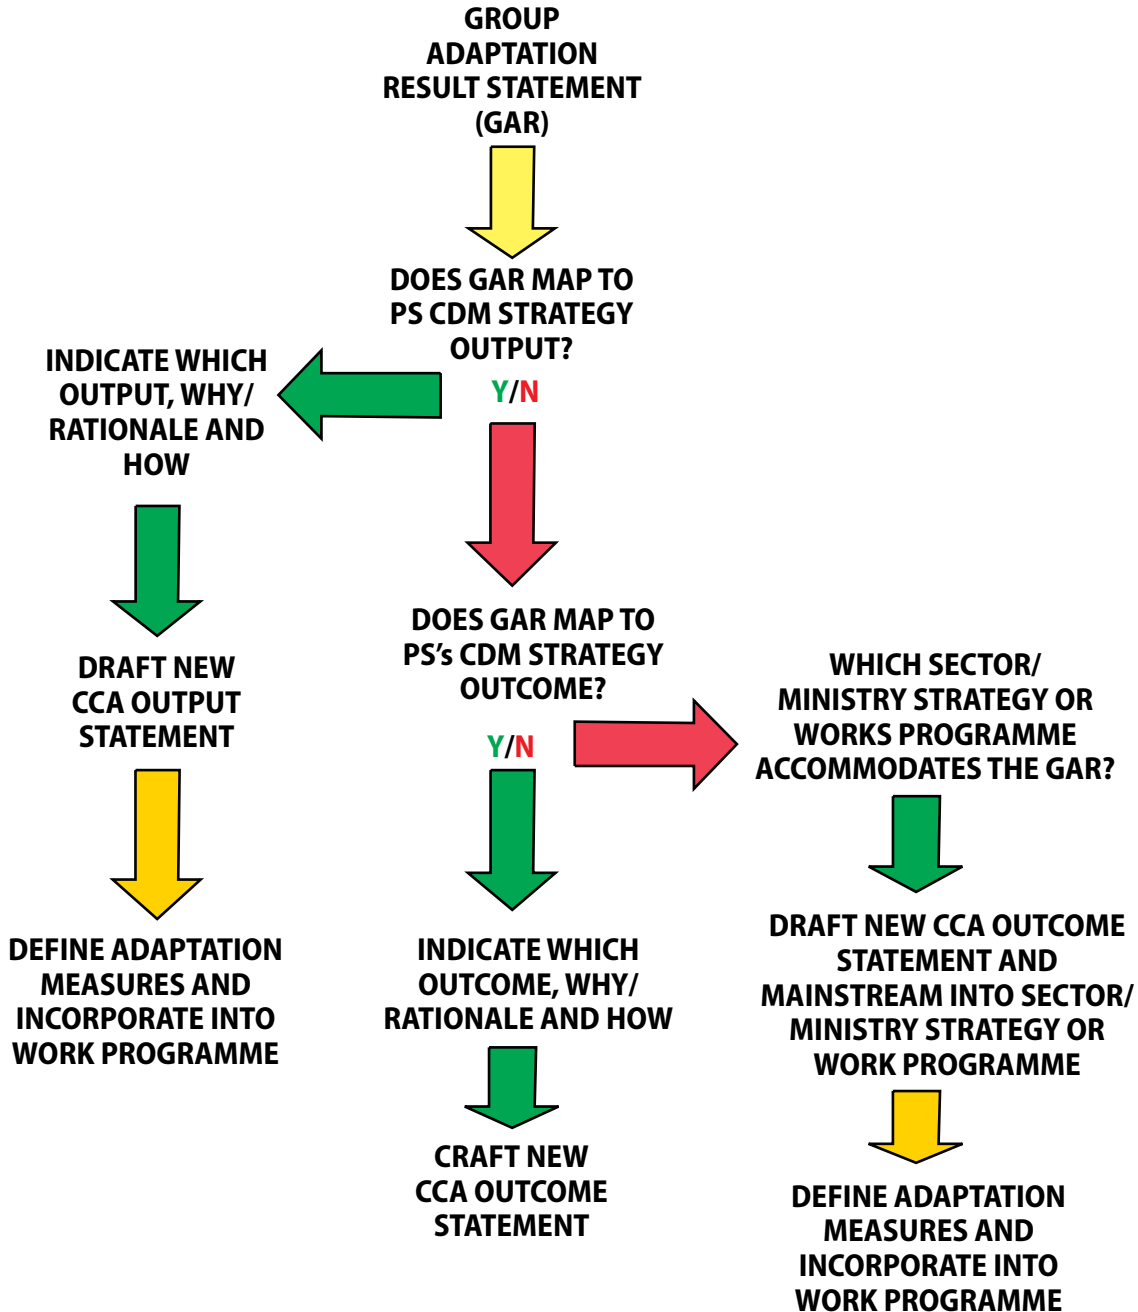 GROUP
ADAPTATION
RESULT STATEMENT
(GAR)
DOES GAR MAP TO
PS CDM STRATEGY
OUTPUT?
Y/N
INDICATE WHICH
OUTPUT, WHY/
RATIONALE AND
HOW
DRAFT NEW
CCA OUTPUT
STATEMENT
DEFINE ADAPTATION
MEASURES AND
INCORPORATE INTO
WORK PROGRAMME
DOES GAR MAP TO
PS's CDM STRATEGY
OUTCOME?
Y/N
INDICATE WHICH
OUTCOME, WHY/
RATIONALE AND HOW
CRAFT NEW
CCA OUTCOME
STATEMENT
WHICH SECTOR/
MINISTRY STRATEGY OR
WORKS PROGRAMME
ACCOMMODATES THE GAR?
DRAFT NEW CCA OUTCOME
STATEMENT AND
MAINSTREAM INTO SECTOR/
MINISTRY STRATEGY OR
WORK PROGRAMME
DEFINE ADAPTATION
MEASURES AND
INCORPORATE INTO
WORK PROGRAMME